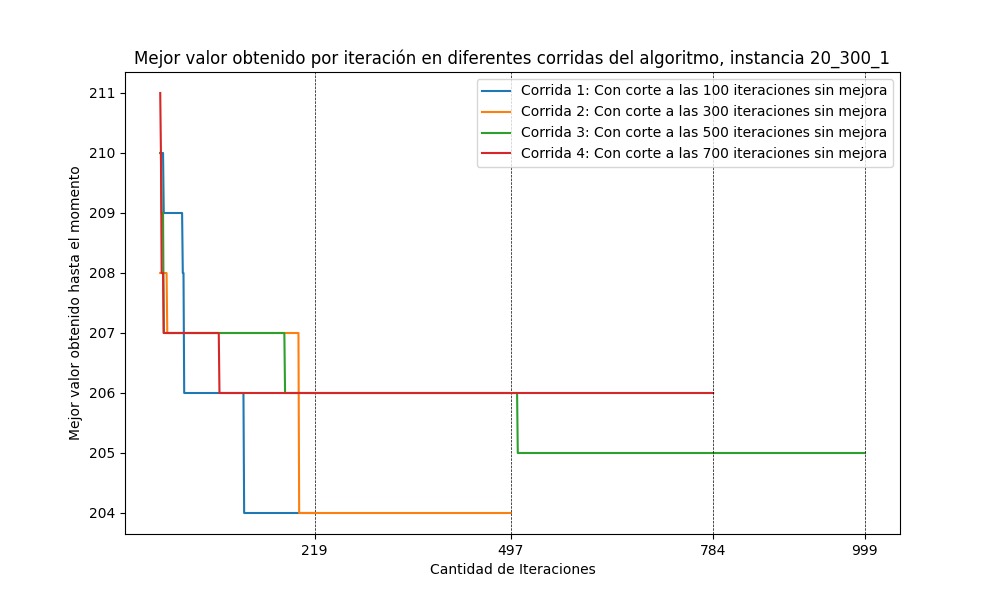 Mejor valor obtenido por iteración en diferentes corridas del algoritmo, instancia 20_300_1
Corrida 1: Con corte a las 100 iteraciones sin mejora
Corrida 2: Con corte a las 300 iteraciones sin mejora
Corrida 3: Con corte a las 500 iteraciones sin mejora
Corrida 4: Con corte a las 700 iteraciones sin mejora
Mejor valor obtenido hasta el momento
211
210
209
208
207
206
205
204
219 497 784 999
Cantidad de Iteraciones